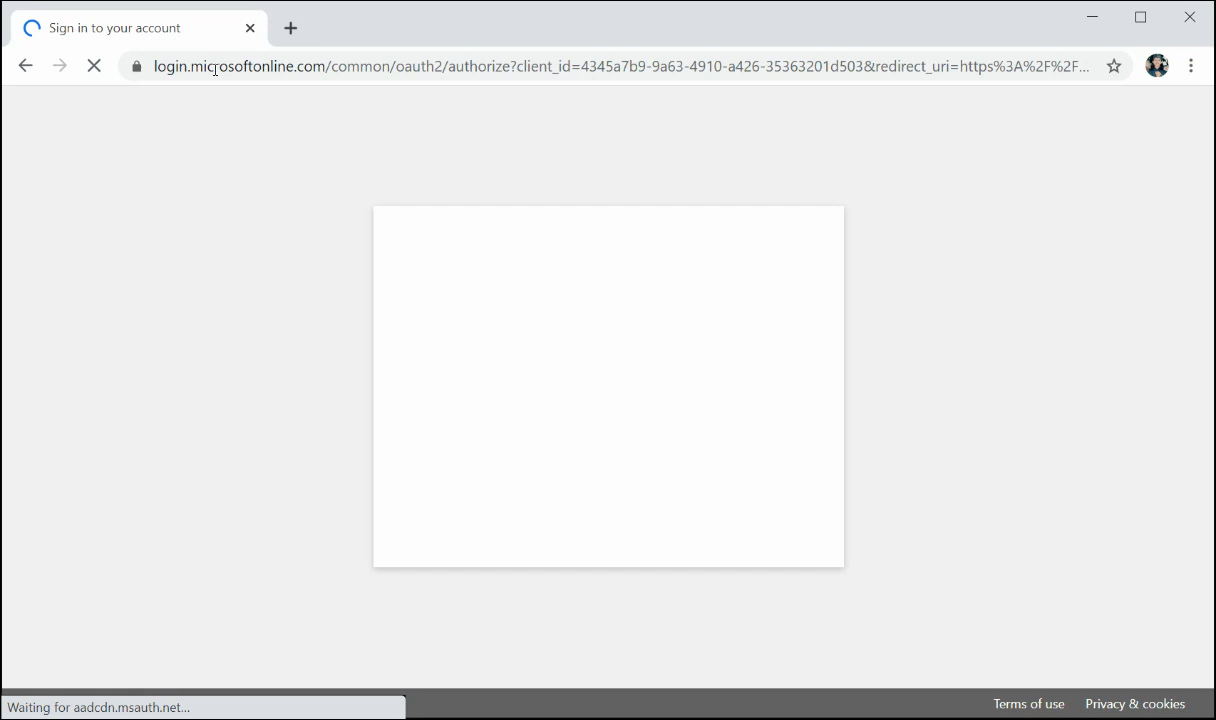 Sign in to your account
login.microsoftonline.com/common/oauth2/authorize?client_id=4345a7b9-9a63-4910-a426-35363201d503&redirect_uri=https%3A%2F%2F...
Waiting for aadcdn.msauth.net...
Terms of use
Privacy & cookies